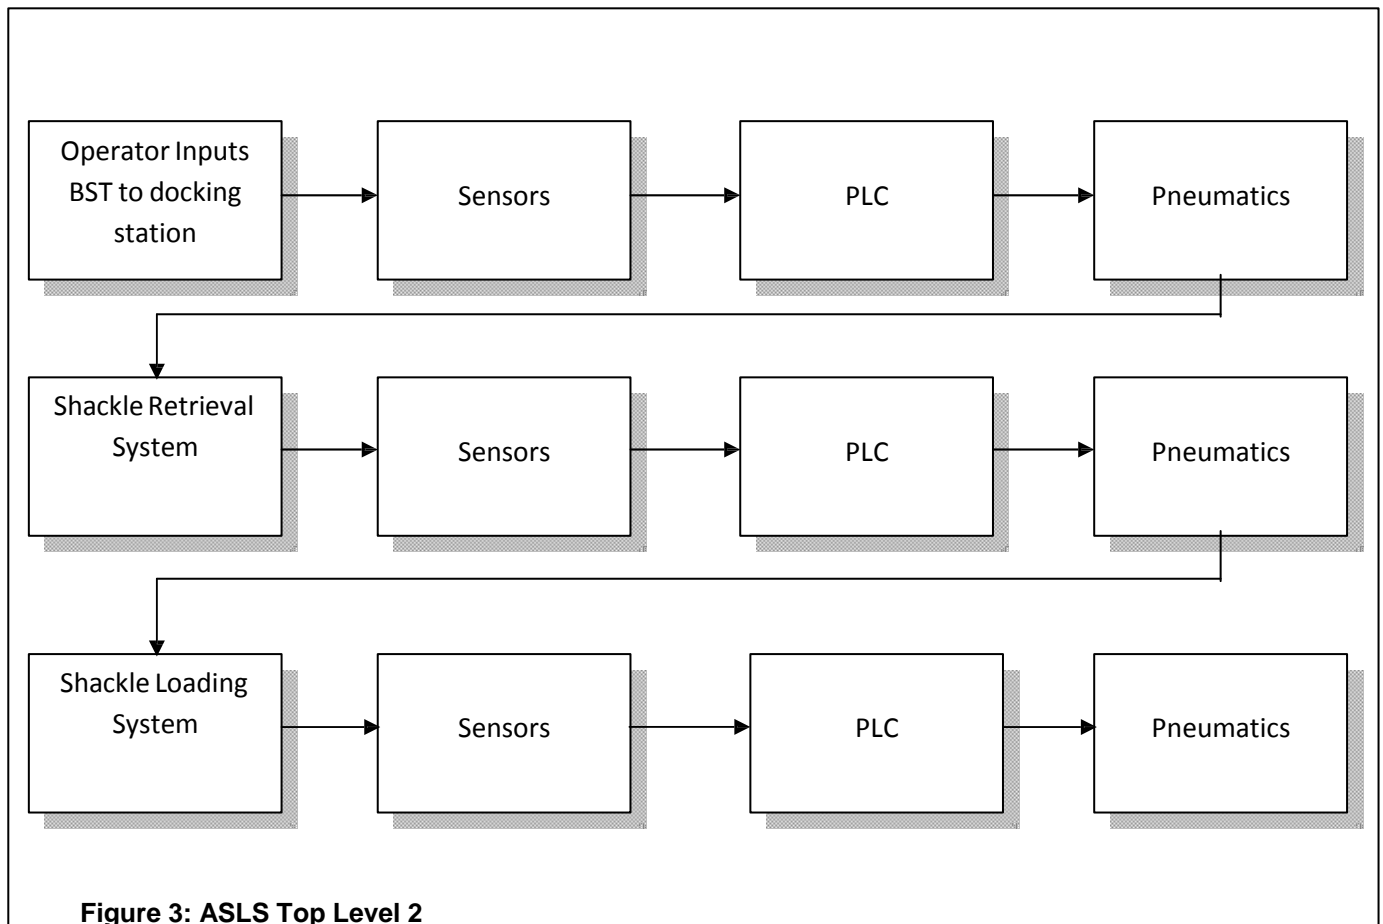 Operator Inputs
BST to docking
station
Sensors
PLC
Pneumatics
Shackle Retrieval
System
Sensors
PLC
Pneumatics
Shackle Loading
System
Sensors
PLC
Pneumatics
Figure 3: ASLS Top Level 2